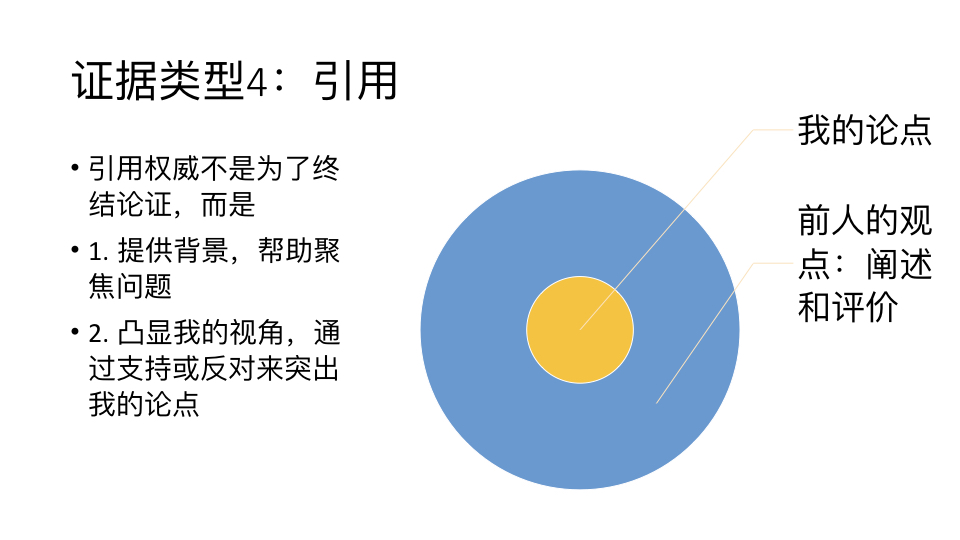 证据类型4：引用
• 引用权威不是为了终
结论证，而是
• 1. 提供背景，帮助聚
焦问题
• 2. 凸显我的视角，通
过支持或反对来突出
我的论点
我的论点
前人的观
点：阐述
和评价